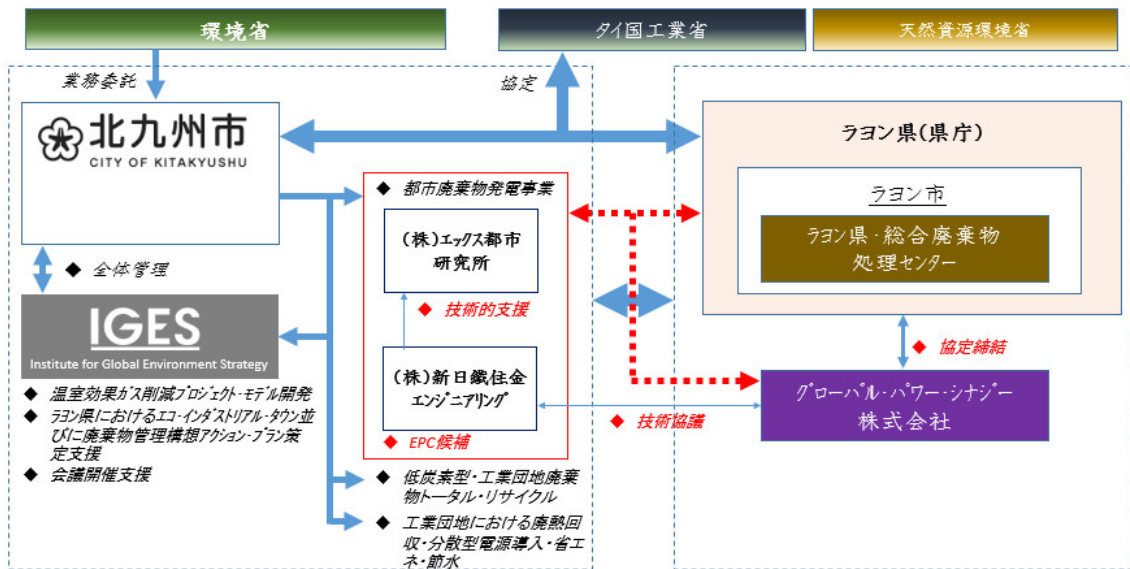 環境省
タイ国工業省
天然資源環境省
業務委託
協定
北九州市
CITY OF KITAKYUSHU
ラヨン県(県庁)
ラヨン市
ラヨン県・総合廃棄物
処理センター
◆ 都市廃棄物発電事業
(株)エックス都市
研究所
◆ 技術的支援
(株)新日鐵住金
エンジニアリング
◆ EPC候補
◆ 全体管理
IGES
Institute for Global Environment Strategy
◆ 温室効果ガス削減プロジェクト・モデル開発
◆ ラヨン県におけるエコ・インダストリアル・タウン並
びに廃棄物管理構想アクション・プラン策
定支援
◆ 会議開催支援
◆ 協定締結
グローバル・パワー・シナジー
株式会社
◆ 技術協議
◆ 低炭素型・工業団地廃棄
物トータル・リサイクル
◆ 工業団地における廃熱回
収・分散型電源導入・省エ
ネ・節水